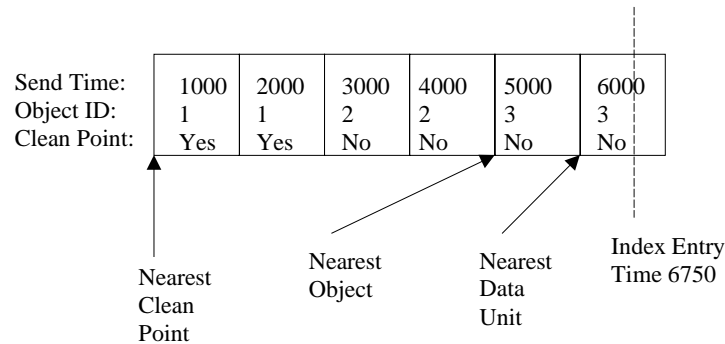 Send Time: 1000 2000 3000 4000 5000 6000
Object ID: 1 1 2 2 3 3
Clean Point: Yes Yes No No No No
Nearest
Clean
Point
Nearest
Object
Nearest
Data
Unit
Index Entry
Time 6750